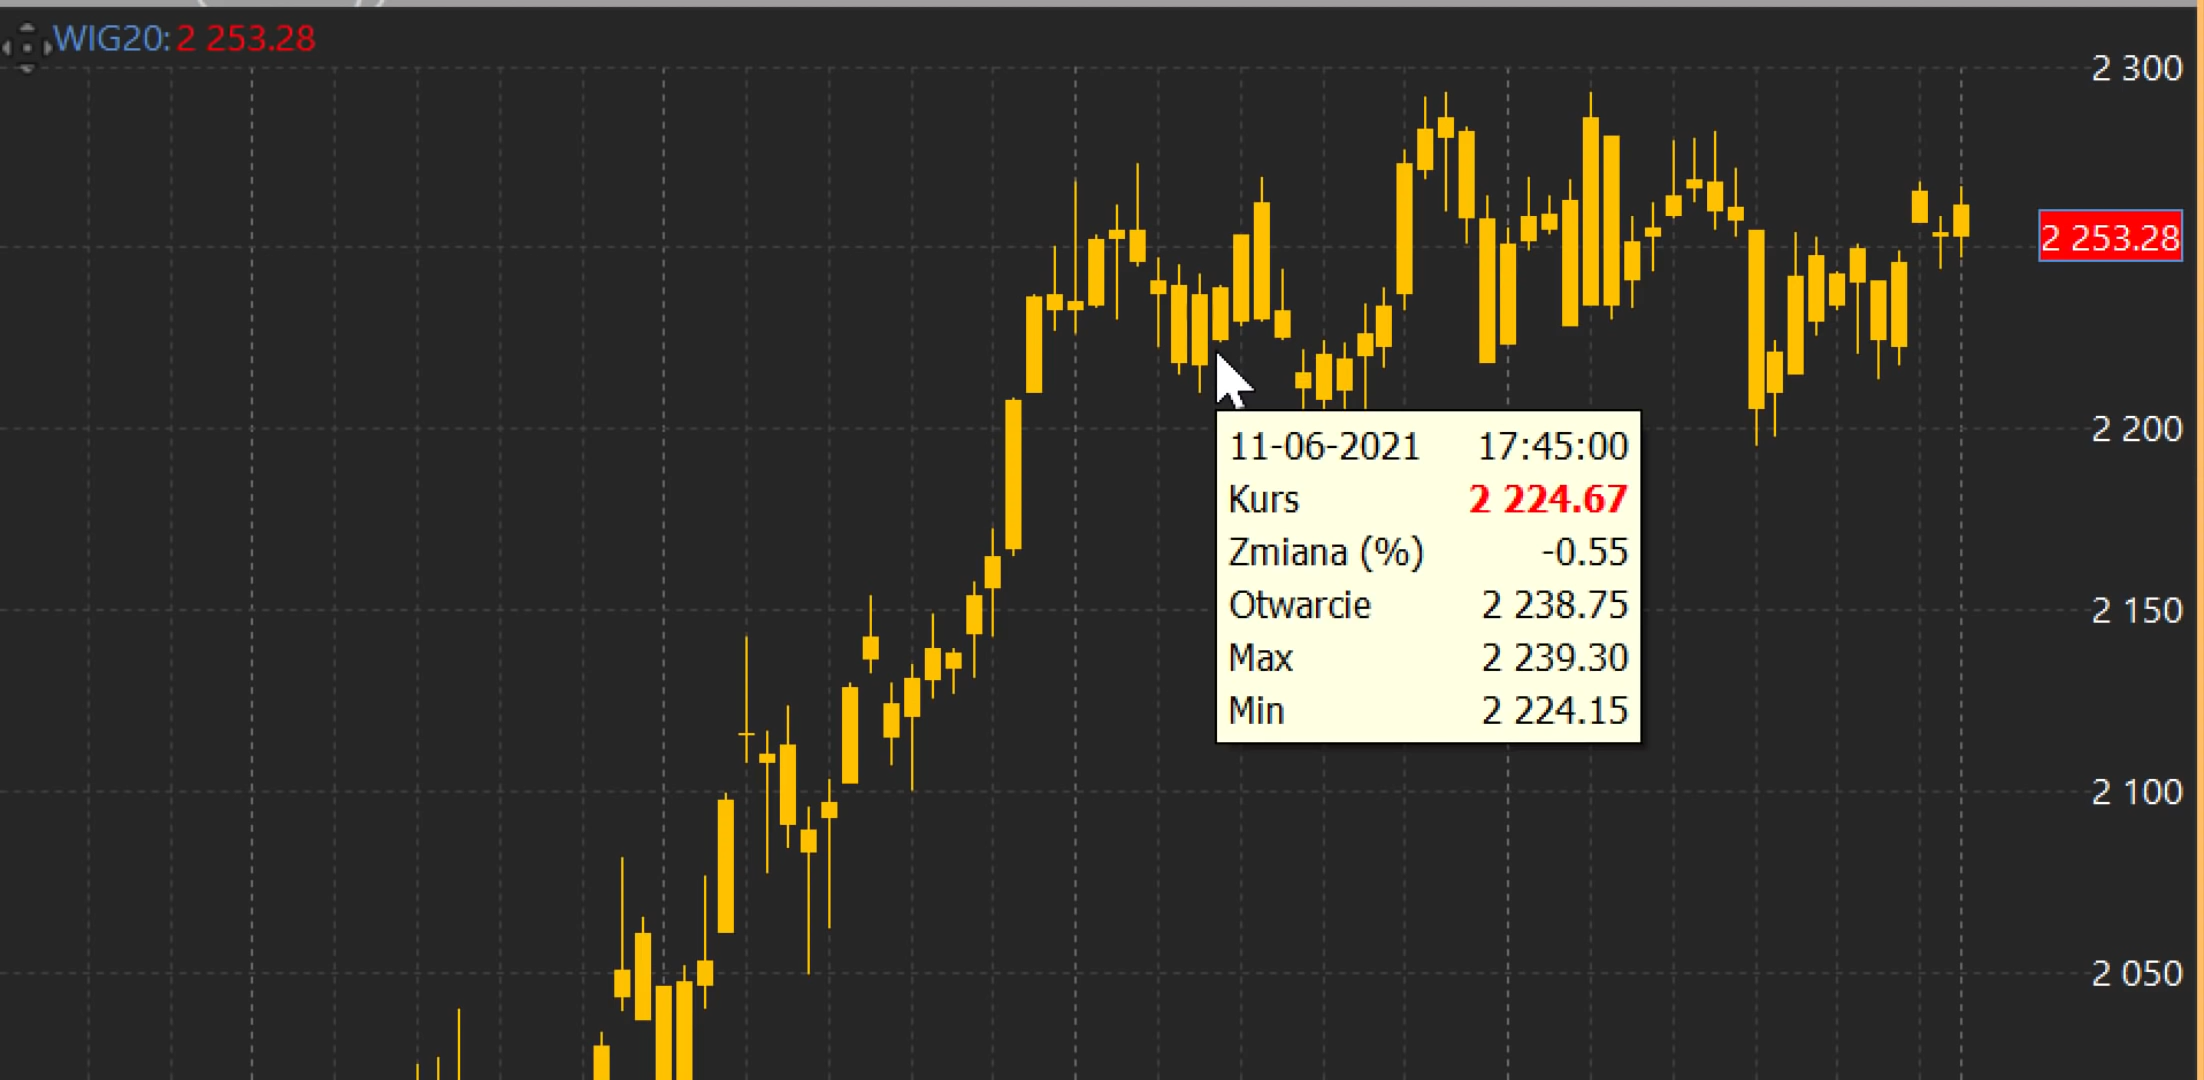 WIG20: 2 253.28
2 300
2 253.28
2 200
11-06-2021 17:45:00
Kurs 2 224.67
Zmiana (%) -0.55
Otwarcie 2 238.75
Max 2 239.30
Min 2 224.15
2 150
2 100
2 050